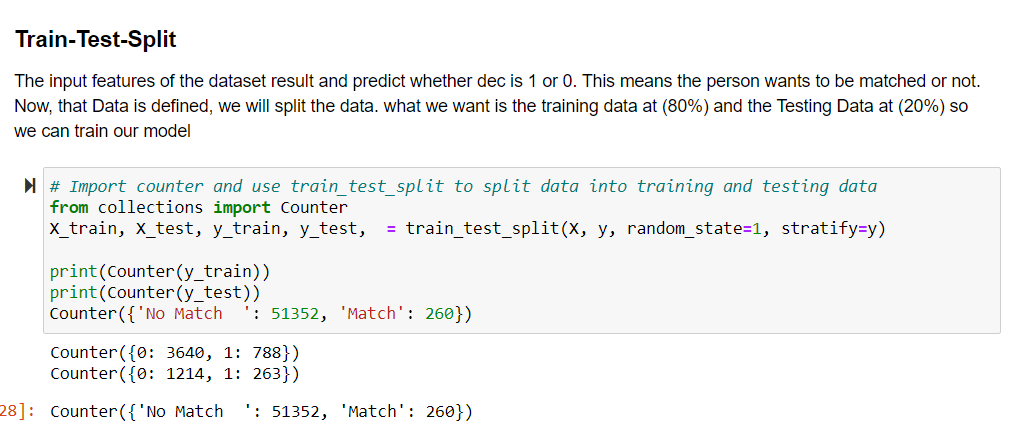 Train-Test-Split
The input features of the dataset result and predict whether dec is 1 or 0. This means the person wants to be matched or not.
Now, that Data is defined, we will split the data. what we want is the training data at (80%) and the Testing Data at (20%) so
we can train our model
# Import counter and use train_test_split to split data into training and testing data
from collections import Counter
X_train, X_test, y_train, y_test,  = train_test_split(X, y, random_state=1, stratify=y)
print(Counter(y_train))
print(Counter(y_test))
Counter({'No Match  ': 51352, 'Match': 260})
Counter({0: 3640, 1: 788})
Counter({0: 1214, 1: 263})
28]: Counter({'No Match  ': 51352, 'Match': 260})